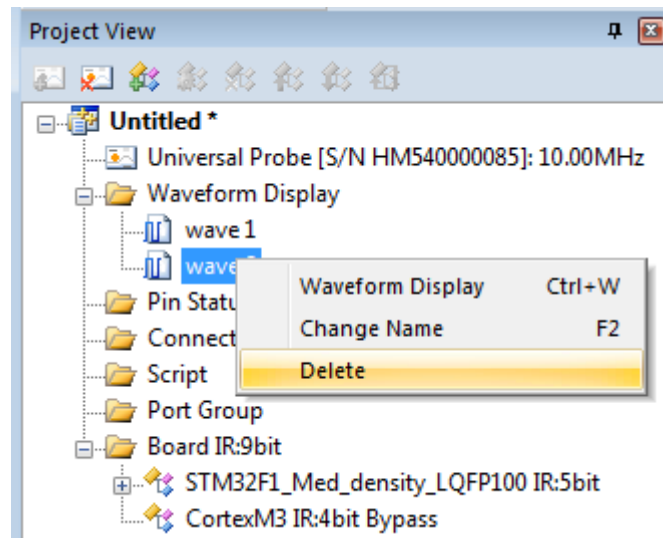 Project View
Untitled *
Universal Probe [S/N HM540000085]: 10.00MHz
Waveform Display
wave 1
wave
Waveform Display Ctrl+W
Pin Statu
Change Name F2
Connect
Delete
Script
Port Group
Board IR:9bit
STM32F1_Med_density_LQFP100 IR:5bit
CortexM3 IR:4bit Bypass